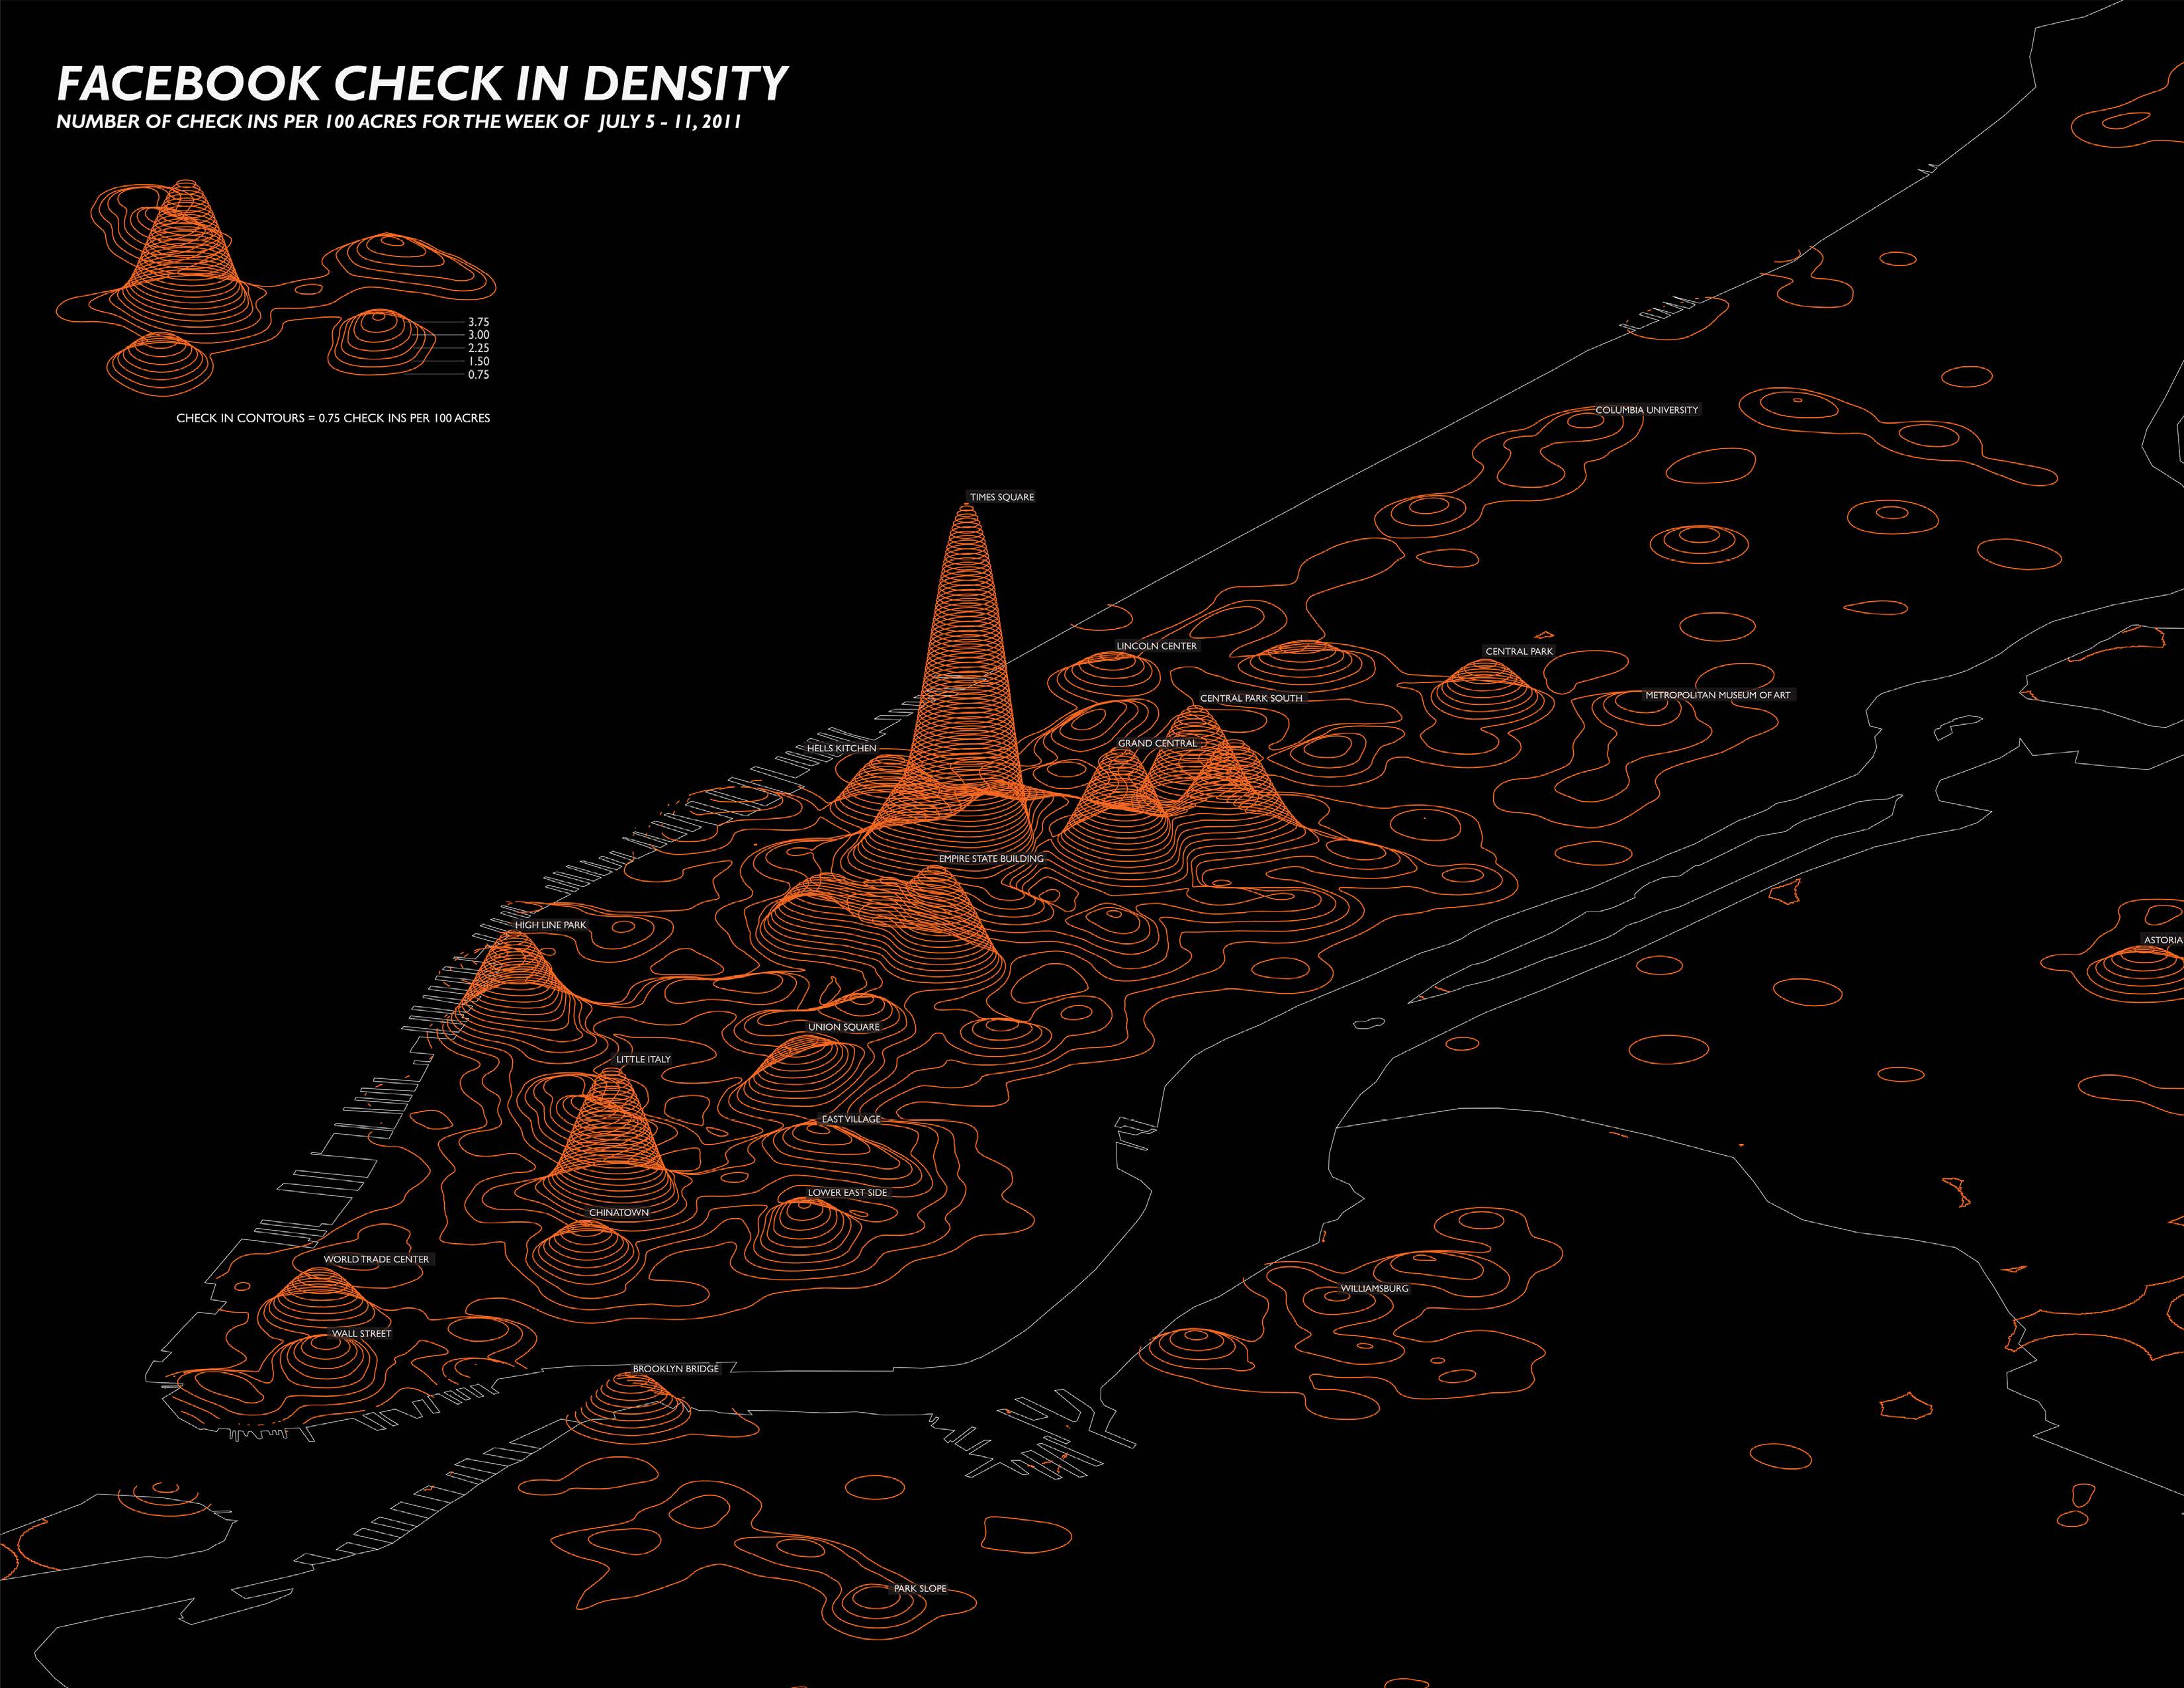 FACEBOOK CHECK IN DENSITY
NUMBER OF CHECK INS PER 100 ACRES FOR THE WEEK OF JULY 5 - 11, 2011
3.75
3.00
2.25
1.50
0.75
CHECK IN CONTOURS = 0.75 CHECK INS PER 100 ACRES
COLUMBIA UNIVERSITY
TIMES SQUARE
LINCOLN CENTER
CENTRAL PARK
METROPOLITAN MUSEUM OF ART
CENTRAL PARK SOUTH
GRAND CENTRAL
HELLS KITCHEN
EMPIRE STATE BUILDING
HIGH LINE PARK
ASTORIA
UNION SQUARE
LITTLE ITALY
EAST VILLAGE
LOWER EAST SIDE
CHINATOWN
WORLD TRADE CENTER
WILLIAMSBURG
WALL STREET
BROOKLYN BRIDGE
PARK SLOPE